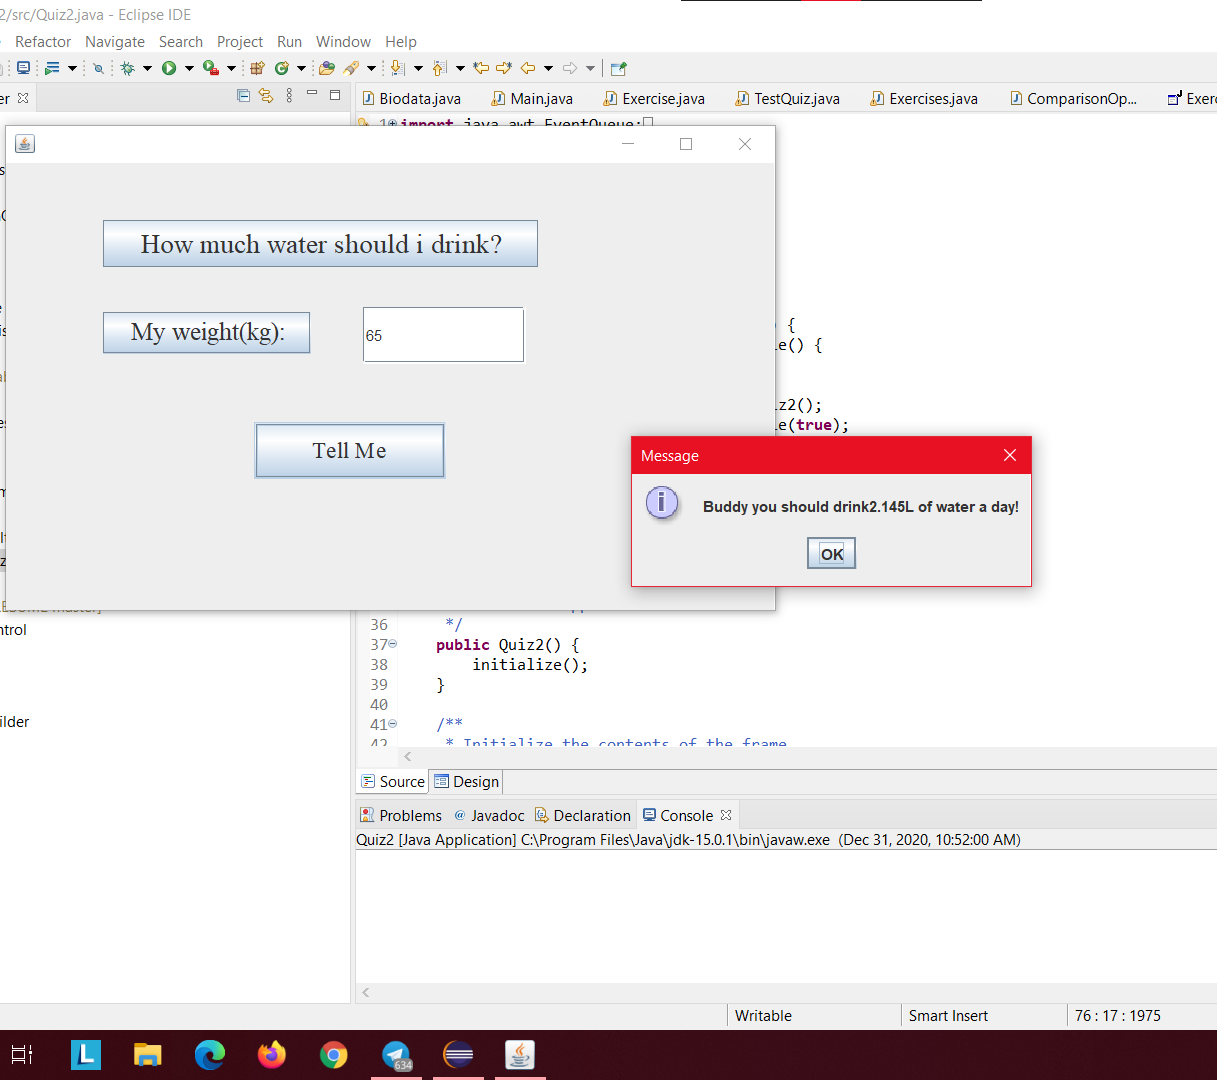 2/src/Quiz2.java - Eclipse IDE
Refactor Navigate Search Project Run Window Help
er
Biodata.java Main.java Exercise.java TestQuiz.java Exercises.java ComparisonOp... Exerc
1 import java.awt.EventQueue;
How much water should i drink?
My weight(kg):
65
Tell Me
) {
e() {
z2();
e(true);
Message
Buddy you should drink2.145L of water a day!
OK
36 */
37 public Quiz2() {
38 initialize();
39 }
40
41 /**
42 * Initialize the contents of the frame
ntrol
ilder
Source Design
Problems @ Javadoc Declaration Console
Quiz2 [Java Application] C:\Program Files\Java\jdk-15.0.1\bin\javaw.exe (Dec 31, 2020, 10:52:00 AM)
Writable Smart Insert 76 : 17 : 1975
L
634